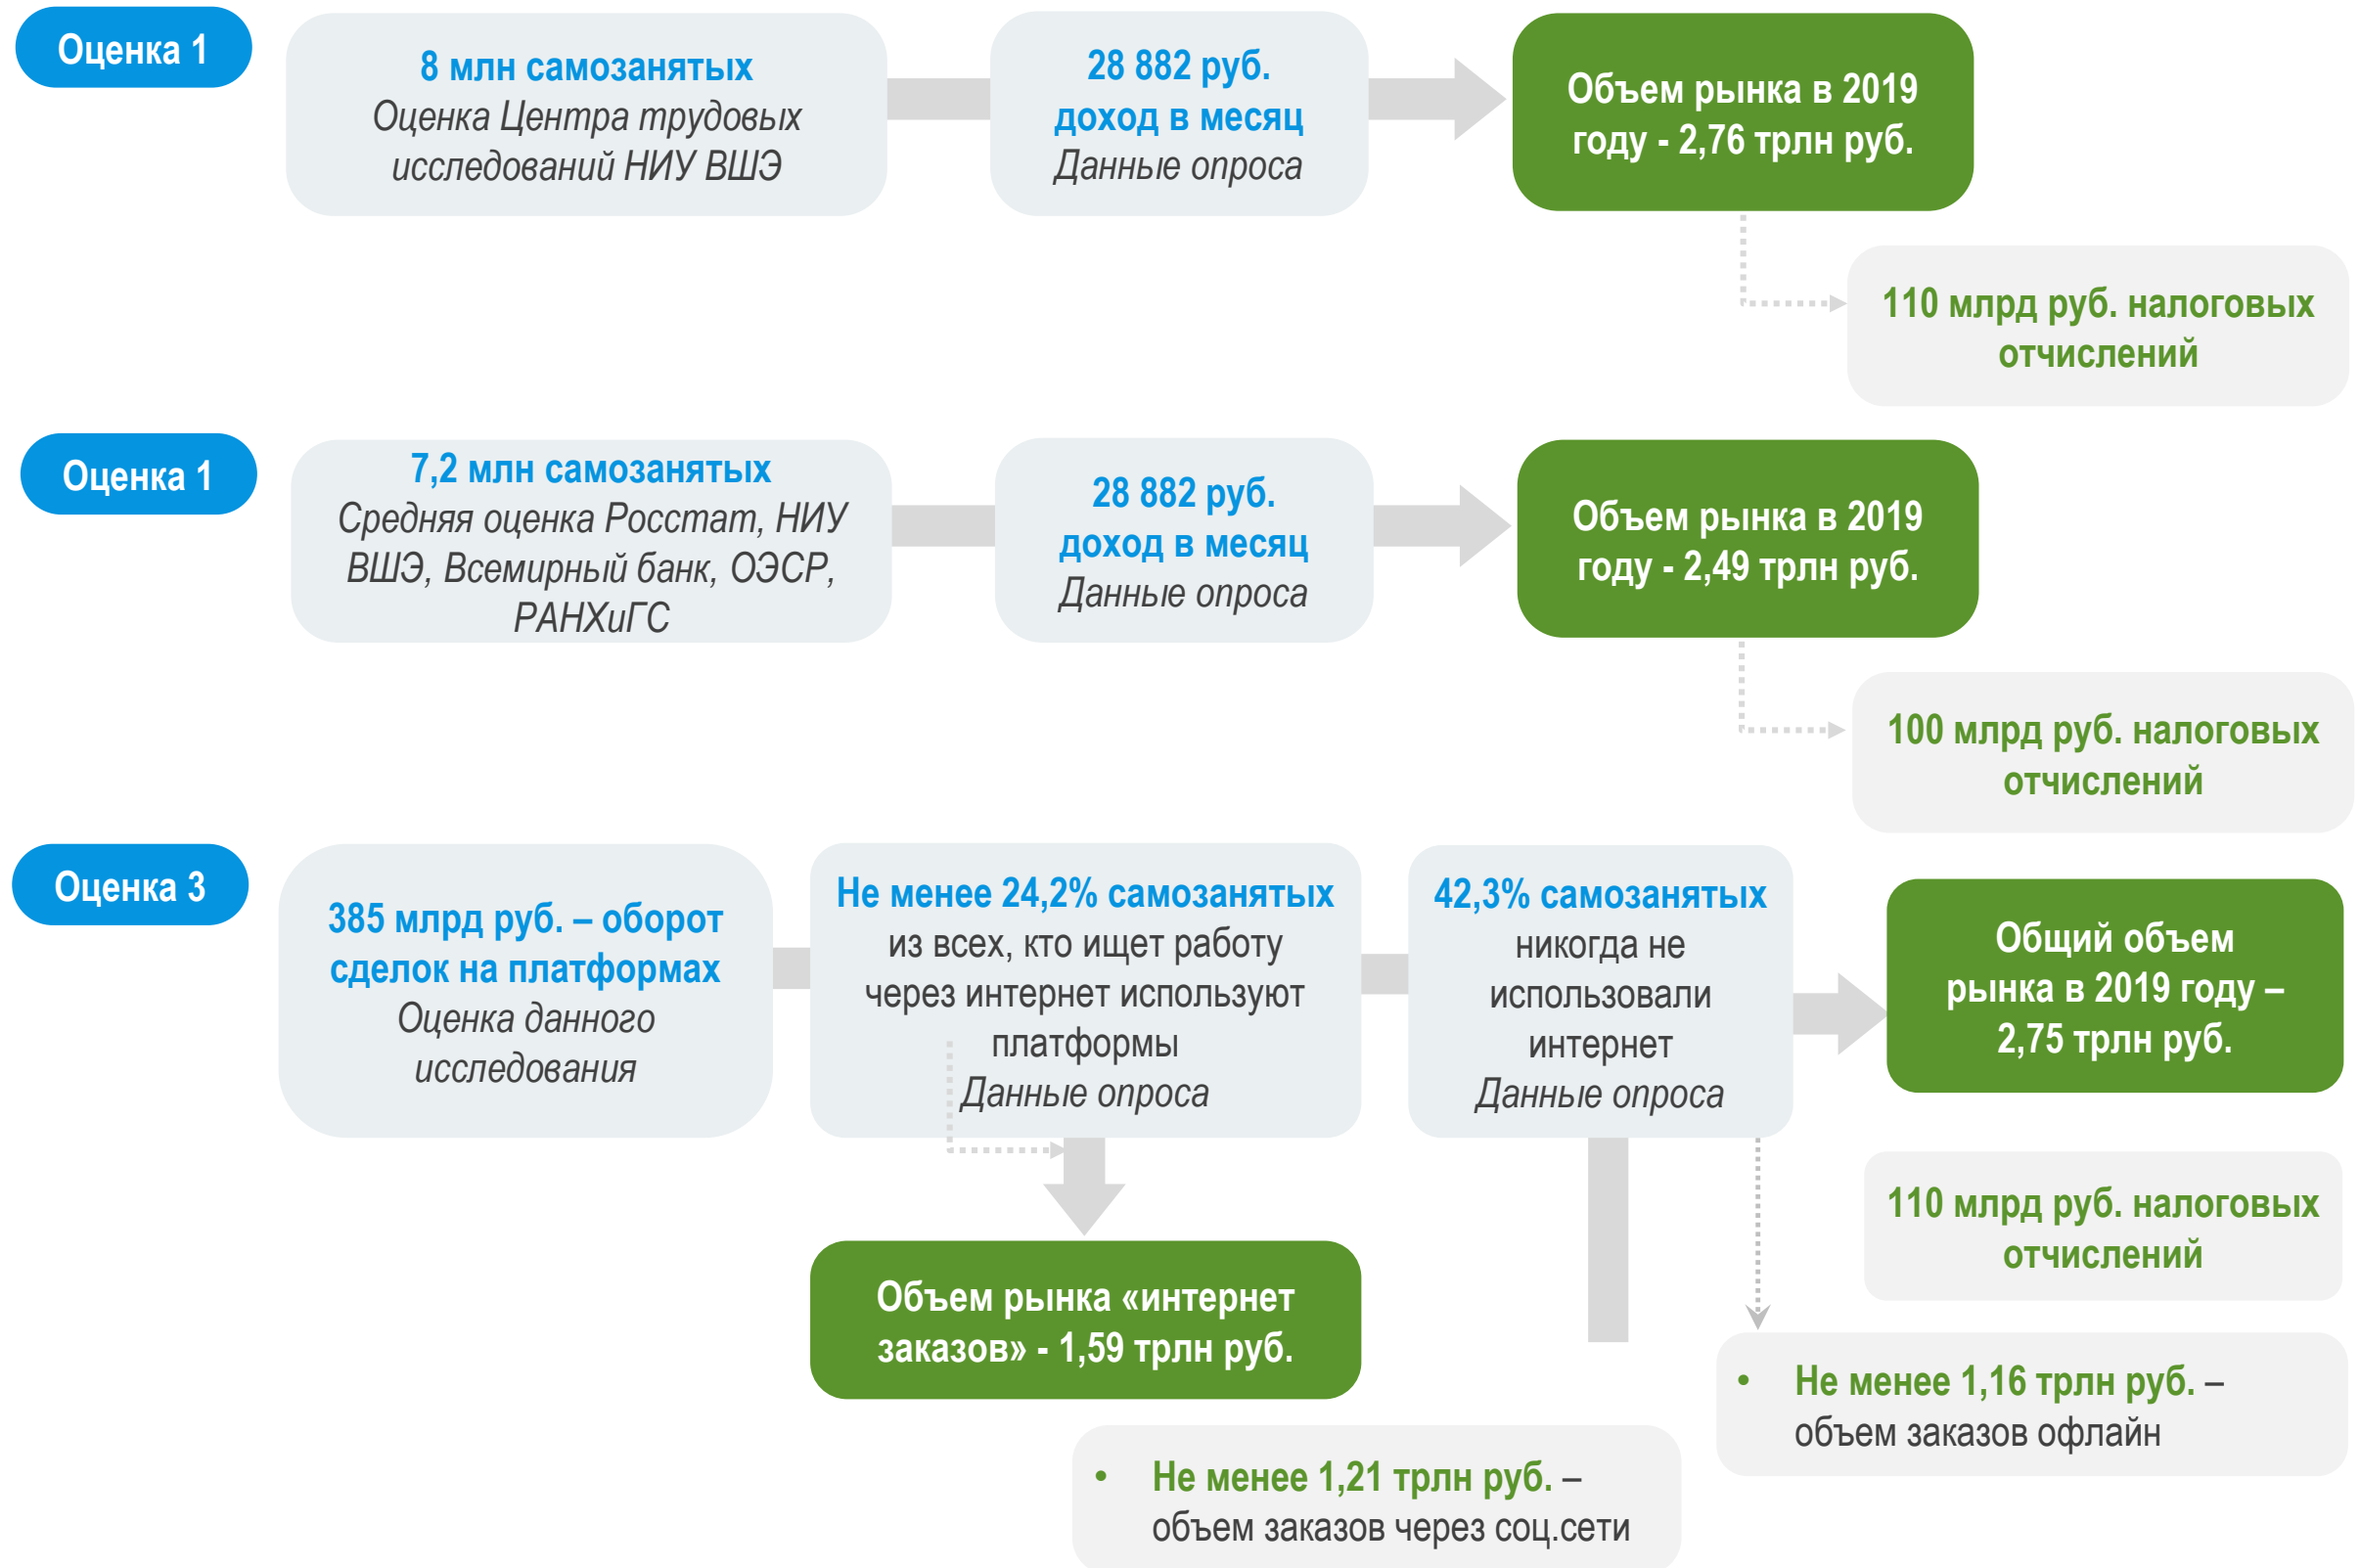 Оценка 1
8 млн самозанятых
Оценка Центра трудовых
исследований НИУ ВШЭ
28 882 руб.
доход в месяц
Данные опроса
Объем рынка в 2019
году - 2,76 трлн руб.
110 млрд руб. налоговых
отчислений
Оценка 1
7,2 млн самозанятых
Средняя оценка Росстат, НИУ
ВШЭ, Всемирный банк, ОЭСР,
РАНХиГС
28 882 руб.
доход в месяц
Данные опроса
Объем рынка в 2019
году - 2,49 трлн руб.
100 млрд руб. налоговых
отчислений
Оценка 3
385 млрд руб. – оборот
сделок на платформах
Оценка данного
исследования
Не менее 24,2% самозанятых
из всех, кто ищет работу
через интернет используют
платформы
Данные опроса
42,3% самозанятых
никогда не
использовали
интернет
Данные опроса
Общий объем
рынка в 2019 году –
2,75 трлн руб.
110 млрд руб. налоговых
отчислений
Объем рынка «интернет
заказов» - 1,59 трлн руб.
• Не менее 1,16 трлн руб. –
объем заказов офлайн
• Не менее 1,21 трлн руб. –
объем заказов через соц.сети